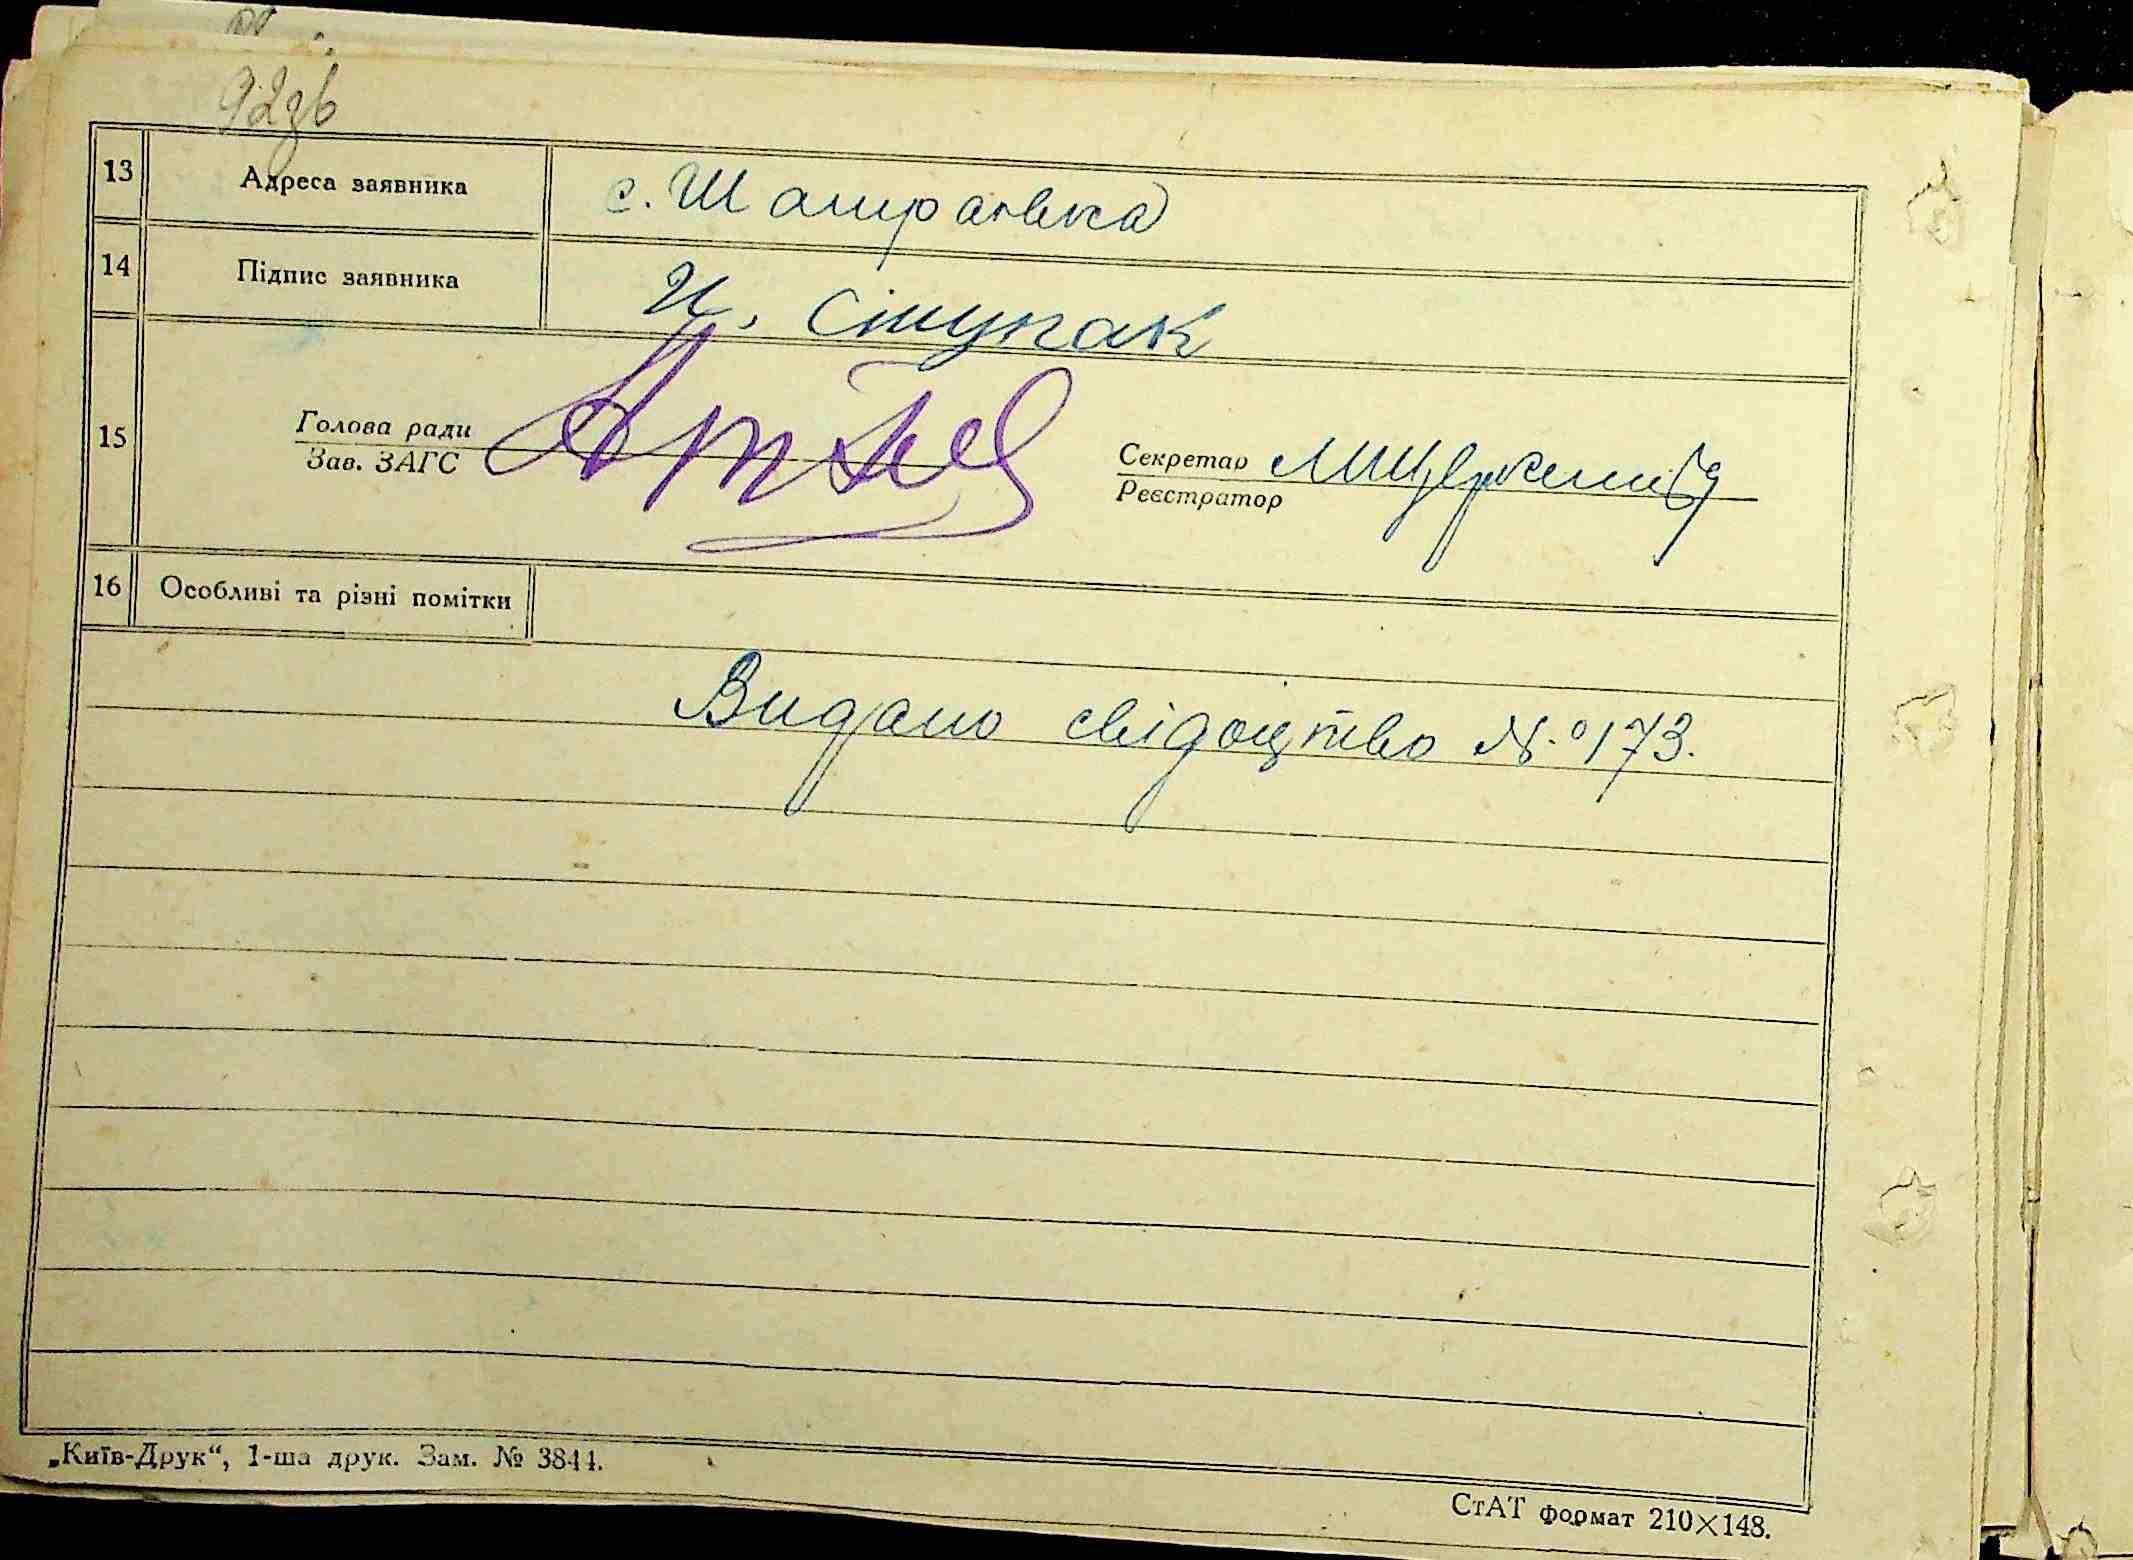 92зв
13 Адреса заявника с. Шамраївка
14 Підпис заявника И. Ступак
15 Голова ради
Зав. ЗАГС
Секретар
Реєстратор
16 Особливі та різні помітки
Видано свідоцтво №173.
„Київ-Друк“, 1-ша друк. Зам. № 3844.
СтАТ формат 210×148.